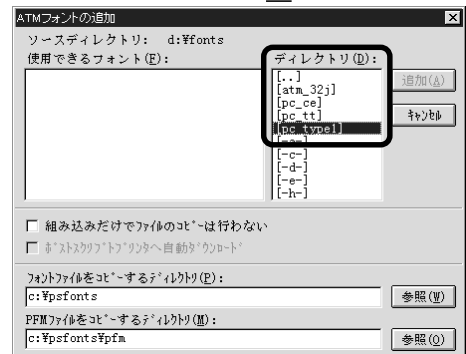 ATMフォントの追加
ソースディレクトリ: d:¥fonts
使用できるフォント(F):
ディレクトリ(D):
[..]
[atm_32j]
[pc_ce]
[pc_tt]
[pc_type1]
[-a-]
[-c-]
[-d-]
[-e-]
[-h-]
追加(A)
ｷｬﾝｾﾙ
組み込みだけでﾌｧｲﾙのｺﾋﾟｰは行わない
ﾎﾟｽﾄｽｸﾘﾌﾟﾄﾌﾟﾘﾝﾀへ自動ﾀﾞｳﾝﾛｰﾄﾞ
ﾌｫﾝﾄﾌｧｲﾙをｺﾋﾟｰするﾃﾞｨﾚｸﾄﾘ(P):
c:¥psfonts
参照(W)
PFMﾌｧｲﾙをｺﾋﾟｰするﾃﾞｨﾚｸﾄﾘ(M):
c:¥psfonts¥pfm
参照(O)